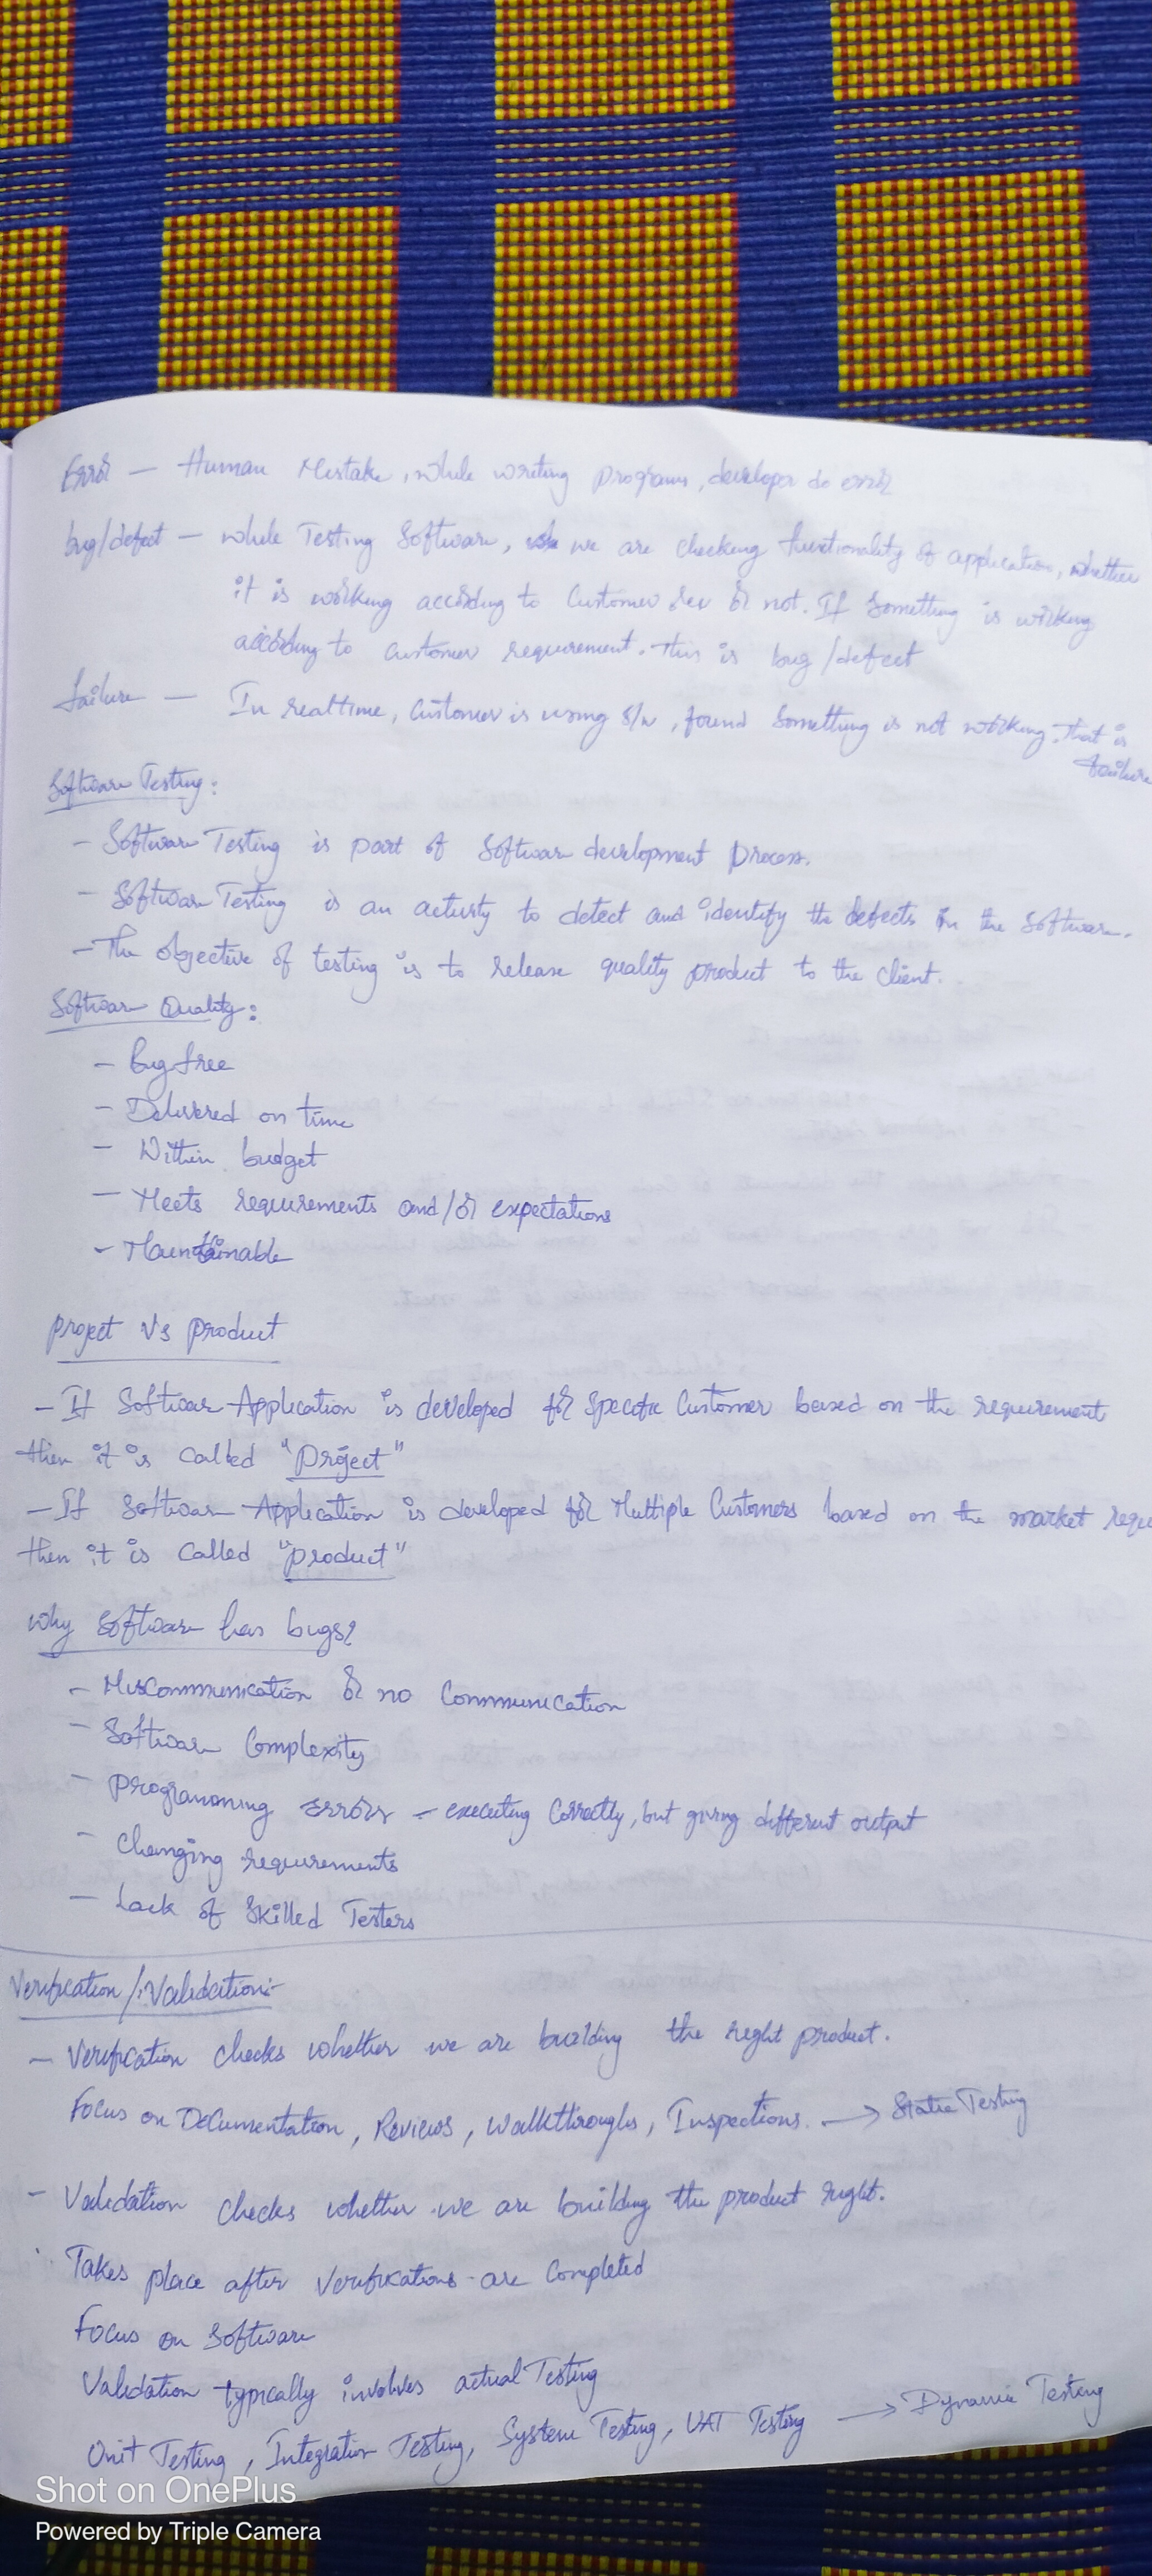 Error — Human Mistake, while writing programs, developer do error
bug/defect — while Testing Software, we are checking functionality of application, whether
it is working according to Customer or not. If Something is working
according to customer requirement. This is bug/defect
failure — In realtime, Customer is using S/w, found Something is not working. That is
failure
Software Testing:
- Software Testing is part of Software development Process.
- Software Testing is an activity to detect and identify the defects in the Software.
- The objective of testing is to release quality product to the client.
Software Quality:
- Bug free
- Delivered on time
- Within budget
- Meets requirements and/or expectations
- Maintainable
Project Vs Product
- If Software Application is developed for Specific Customer based on the requirement
then it is called "Project"
- If Software Application is developed for Multiple Customers based on the market requ
then it is called "product"
why software has bugs?
- Miscommunication or no Communication
- Software Complexity
- Programming errors - executing Correctly, but giving different output
- Changing requirements
- Lack of Skilled Testers
Verification/Validation:-
- Verification checks whether we are building the right product.
Focus on Documentation, Reviews, Walkthroughs, Inspections. → Static Testing
- Validation checks whether we are building the product right.
Takes place after Verifications are Completed
Focus on Software
Validation typically involves actual Testing
Unit Testing, Integration Testing, System Testing, UAT Testing → Dynamic Testing
Shot on OnePlus
Powered by Triple Camera